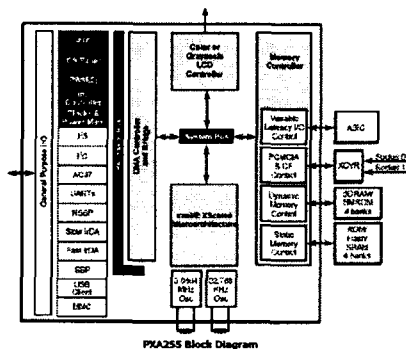 General Purpose I/O
I2S
I2C
AC97
UARTs
NSSP
Slow IrDA
Fast IrDA
SSP
USB
Client
MMC
DMA Controller
and Bridge
Color or
Grayscale
LCD
Controller
System Bus
Intel® XScale®
Microarchitecture
3.6864
MHz
Osc
32.768
KHz
Osc
Memory
Controller
Variable
Latency I/O
Control
PCMCIA
& CF
Control
Dynamic
Memory
Control
Static
Memory
Control
ASIC
XCVR
Socket 0
Socket 1
SDRAM/
SMROM
4 banks
ROM/
Flash/
SRAM
4 banks
PXA255 Block Diagram